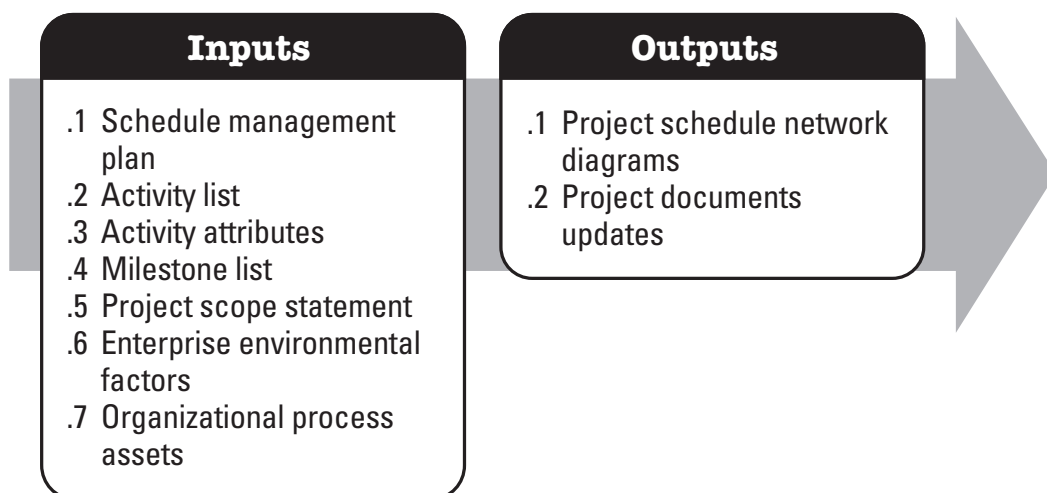 Inputs
.1 Schedule management
plan
.2 Activity list
.3 Activity attributes
.4 Milestone list
.5 Project scope statement
.6 Enterprise environmental
factors
.7 Organizational process
assets
Outputs
.1 Project schedule network
diagrams
.2 Project documents
updates